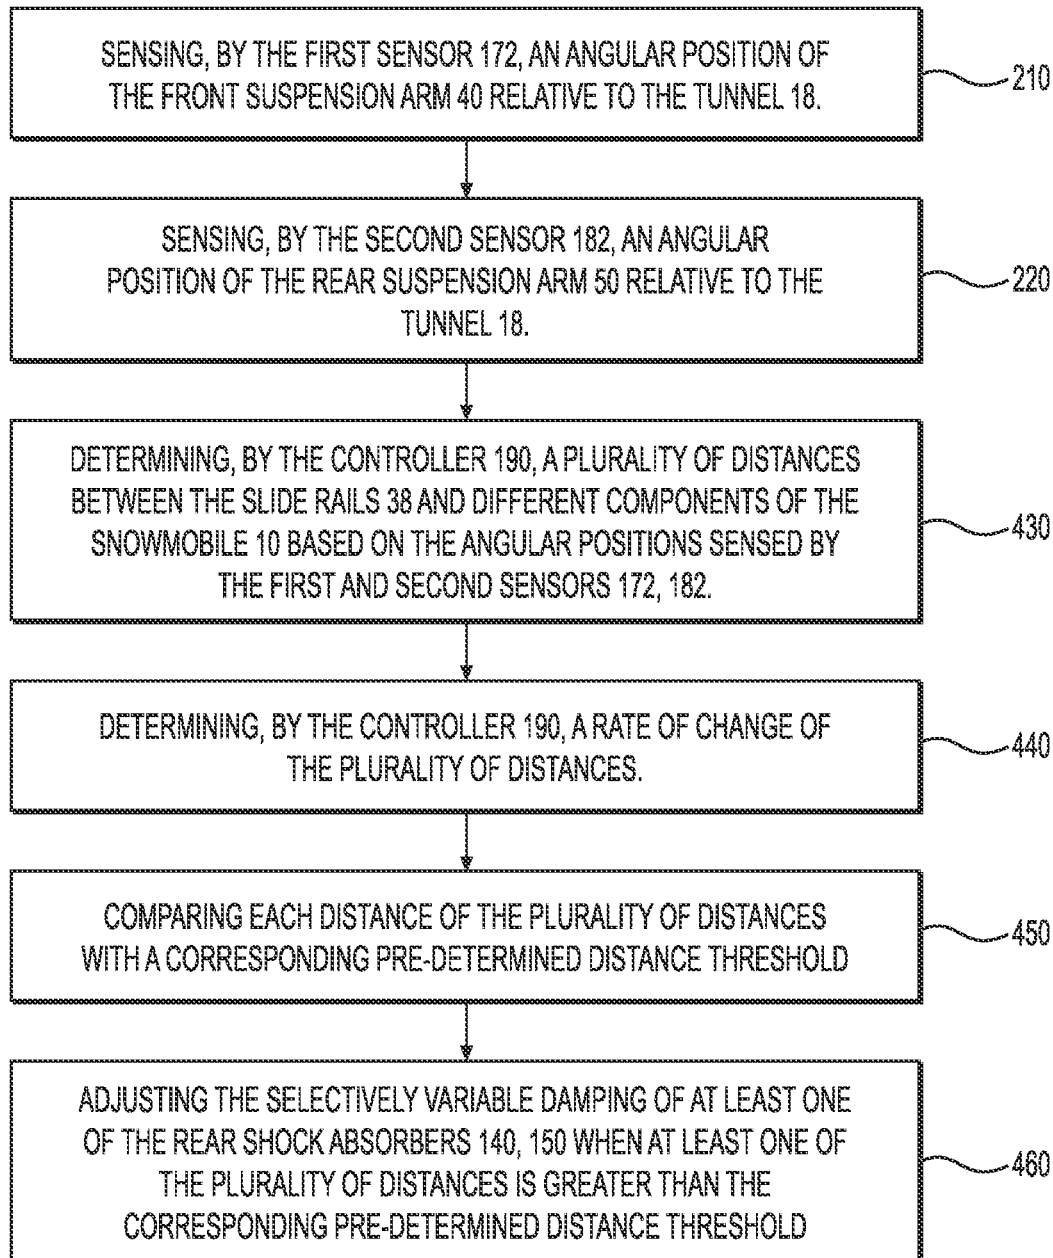 SENSING, BY THE FIRST SENSOR 172, AN ANGULAR POSITION OF
THE FRONT SUSPENSION ARM 40 RELATIVE TO THE TUNNEL 18.
210
SENSING, BY THE SECOND SENSOR 182, AN ANGULAR
POSITION OF THE REAR SUSPENSION ARM 50 RELATIVE TO THE
TUNNEL 18.
220
DETERMINING, BY THE CONTROLLER 190, A PLURALITY OF DISTANCES
BETWEEN THE SLIDE RAILS 38 AND DIFFERENT COMPONENTS OF THE
SNOWMOBILE 10 BASED ON THE ANGULAR POSITIONS SENSED BY
THE FIRST AND SECOND SENSORS 172, 182.
430
DETERMINING, BY THE CONTROLLER 190, A RATE OF CHANGE OF
THE PLURALITY OF DISTANCES.
440
COMPARING EACH DISTANCE OF THE PLURALITY OF DISTANCES
WITH A CORRESPONDING PRE-DETERMINED DISTANCE THRESHOLD
450
ADJUSTING THE SELECTIVELY VARIABLE DAMPING OF AT LEAST ONE
OF THE REAR SHOCK ABSORBERS 140, 150 WHEN AT LEAST ONE OF
THE PLURALITY OF DISTANCES IS GREATER THAN THE
CORRESPONDING PRE-DETERMINED DISTANCE THRESHOLD
460